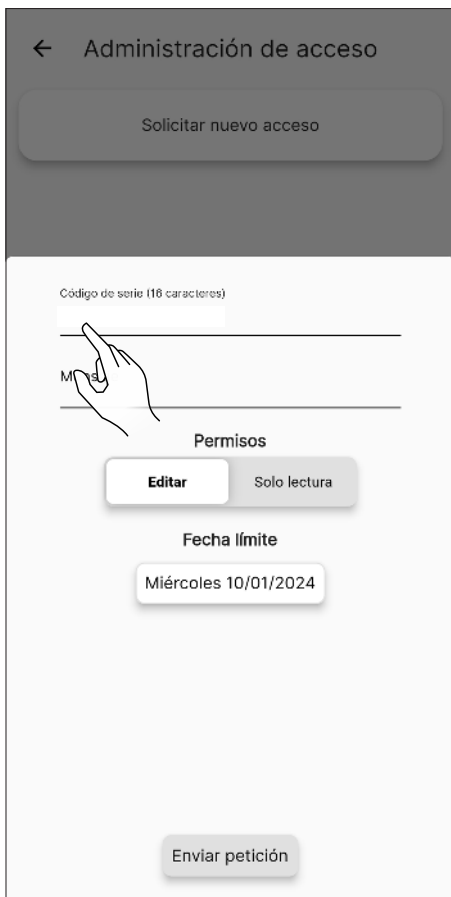 Administración de acceso
Solicitar nuevo acceso
Código de serie (16 caracteres)
Permisos
Editar Solo lectura
Fecha límite
Miércoles 10/01/2024
Enviar petición